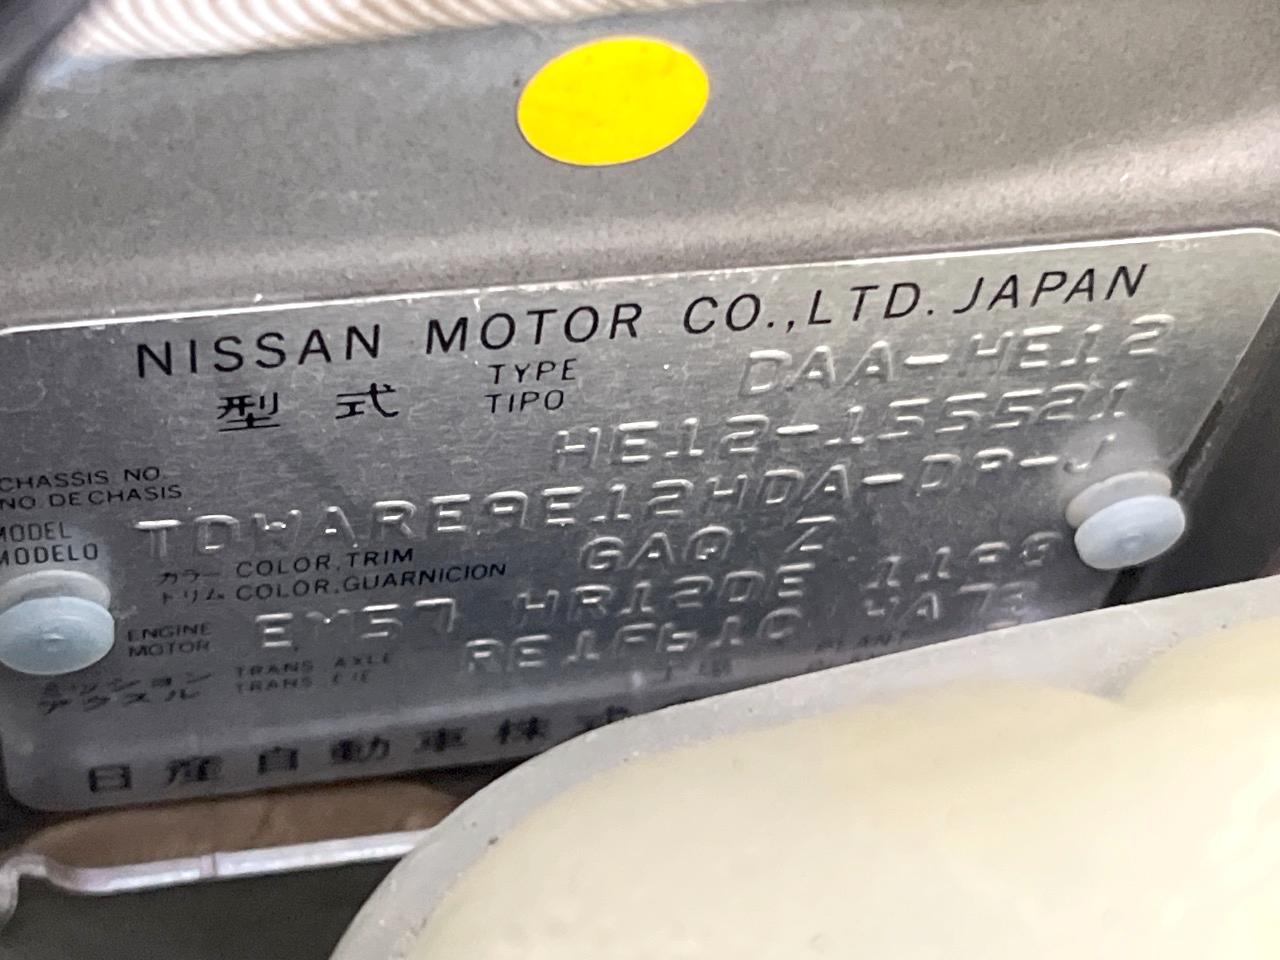 NISSAN MOTOR CO.,LTD. JAPAN
型式 TYPE TIPO DAA-HE12
CHASSIS NO. NO. DE CHASIS HE12-155521
MODEL MODELO TDWARE9E12HDA-DP-J
カラー トリム COLOR,TRIM COLOR,GUARNICION GAQ Z
ENGINE MOTOR EM57 HR12DE 1198
TRANS AXLE TRANS EJE RE1F61C
PLANT
日産自動車株式